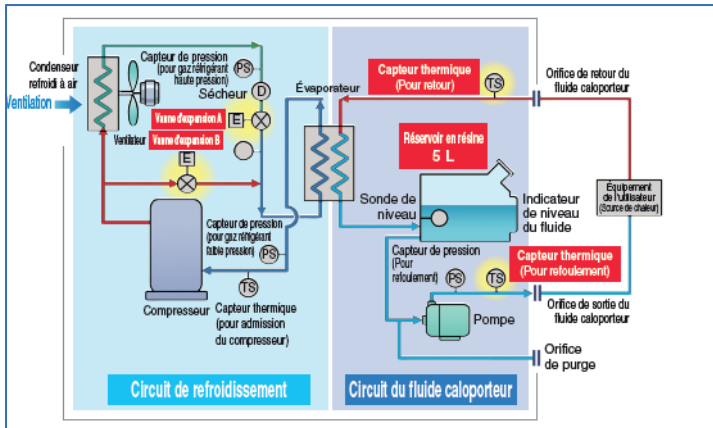 Condenseur
refroidi à air
Ventilation
Ventilateur
Capteur de pression
(pour gaz réfrigérant
haute pression)
PS
Sécheur
D
Vanne d'expansion A
E
Vanne d'expansion B
E
Compresseur
Capteur de pression
(pour gaz réfrigérant
faible pression)
PS
TS
Capteur thermique
(pour admission
du compresseur)
Circuit de refroidissement
Évaporateur
Capteur thermique
(Pour retour)
TS
Orifice de retour du
fluide caloporteur
Réservoir en résine
5 L
Sonde de
niveau
Indicateur
de niveau
du fluide
Équipement
de l'utilisateur
(Source de chaleur)
Capteur de pression
(Pour
refoulement)
PS
TS
Capteur thermique
(Pour refoulement)
Orifice de sortie du
fluide caloporteur
Pompe
Orifice
de purge
Circuit du fluide caloporteur